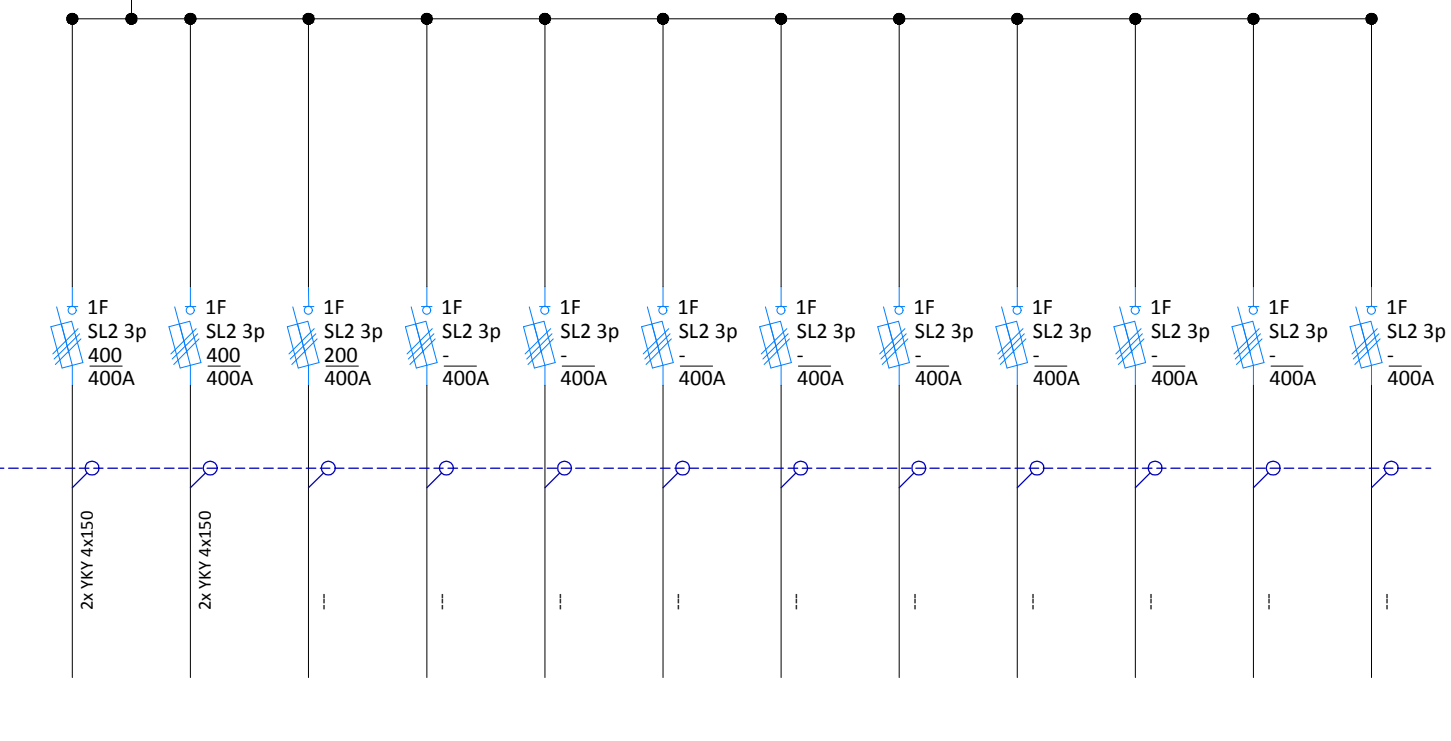 1F 1F 1F 1F 1F 1F 1F 1F 1F 1F 1F 1F
SL2 3p SL2 3p SL2 3p SL2 3p SL2 3p SL2 3p SL2 3p SL2 3p SL2 3p SL2 3p SL2 3p SL2 3p
400 400 200 - - - - - - - - -
400A 400A 400A 400A 400A 400A 400A 400A 400A 400A 400A 400A
2x YKY 4x150
2x YKY 4x150
--- --- --- --- --- --- --- --- --- ---